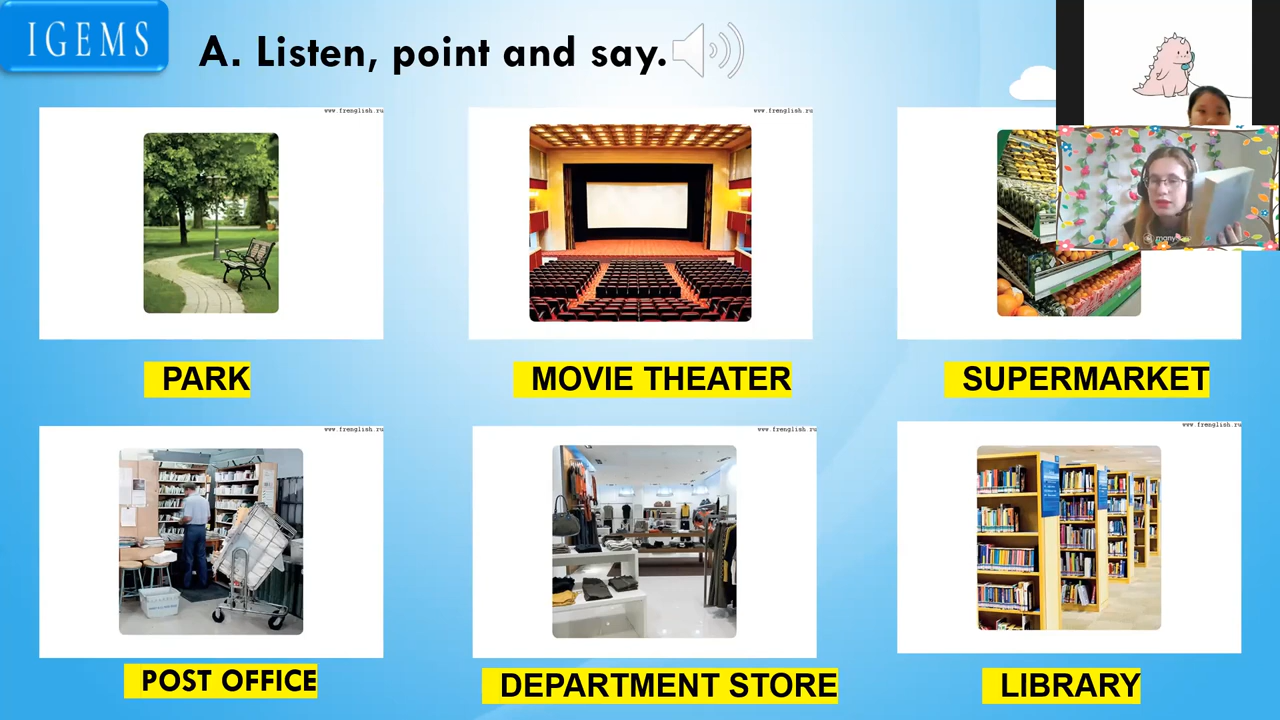 IGEMS
A. Listen, point and say.
www.frenglish.ru
www.frenglish.ru
PARK
MOVIE THEATER
SUPERMARKET
www.frenglish.ru
www.frenglish.ru
www.frenglish.ru
POST OFFICE
DEPARTMENT STORE
LIBRARY